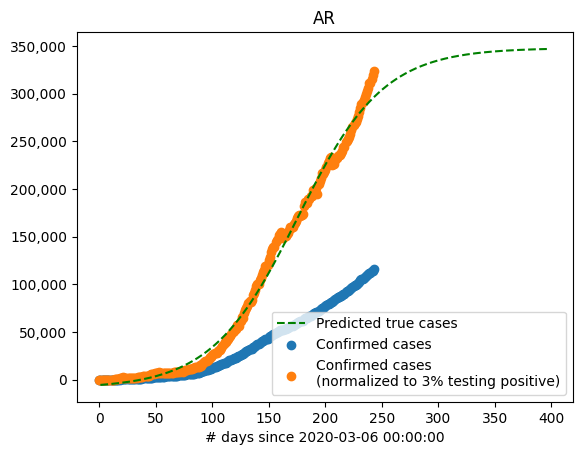 AR
350,000
300,000
250,000
200,000
150,000
100,000
50,000
0
Predicted true cases
Confirmed cases
Confirmed cases
(normalized to 3% testing positive)
0 50 100 150 200 250 300 350 400
# days since 2020-03-06 00:00:00